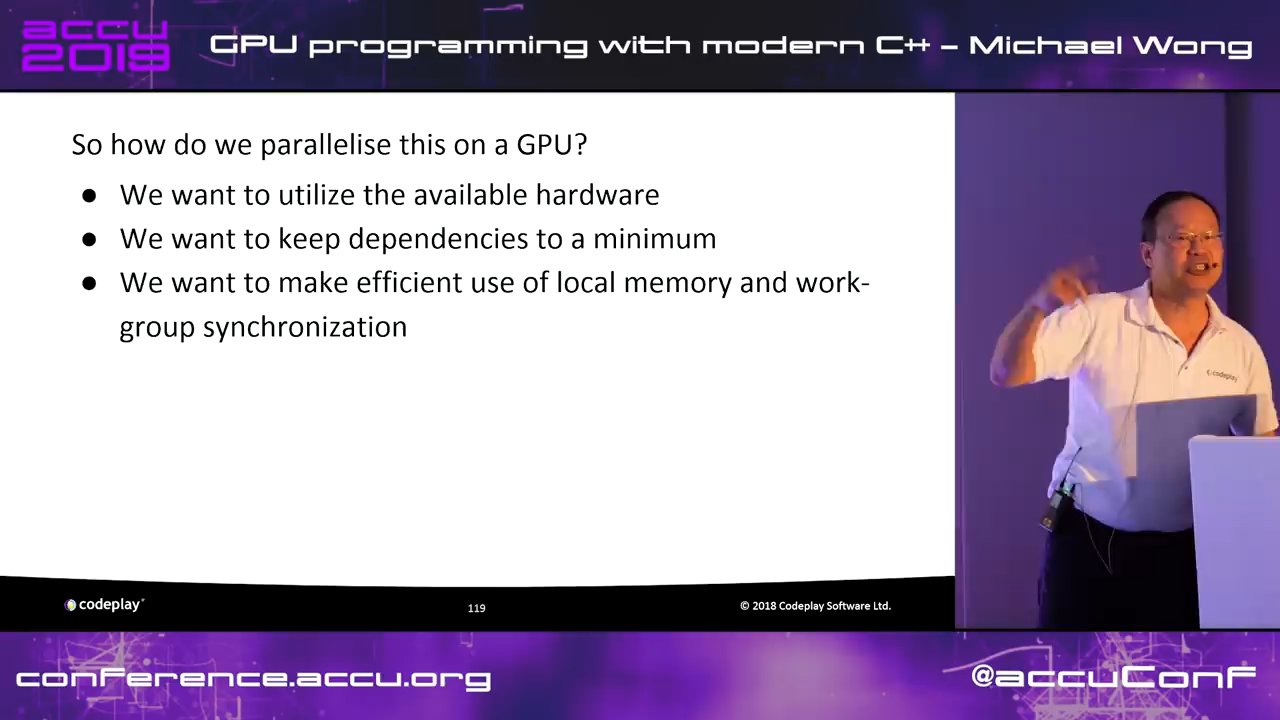 accu
2019
GPU programming with modern C++ – Michael Wong
So how do we parallelise this on a GPU?
● We want to utilize the available hardware
● We want to keep dependencies to a minimum
● We want to make efficient use of local memory and work-
group synchronization
codeplay
codeplay
119
© 2018 Codeplay Software Ltd.
conference.accu.org
@accuConf